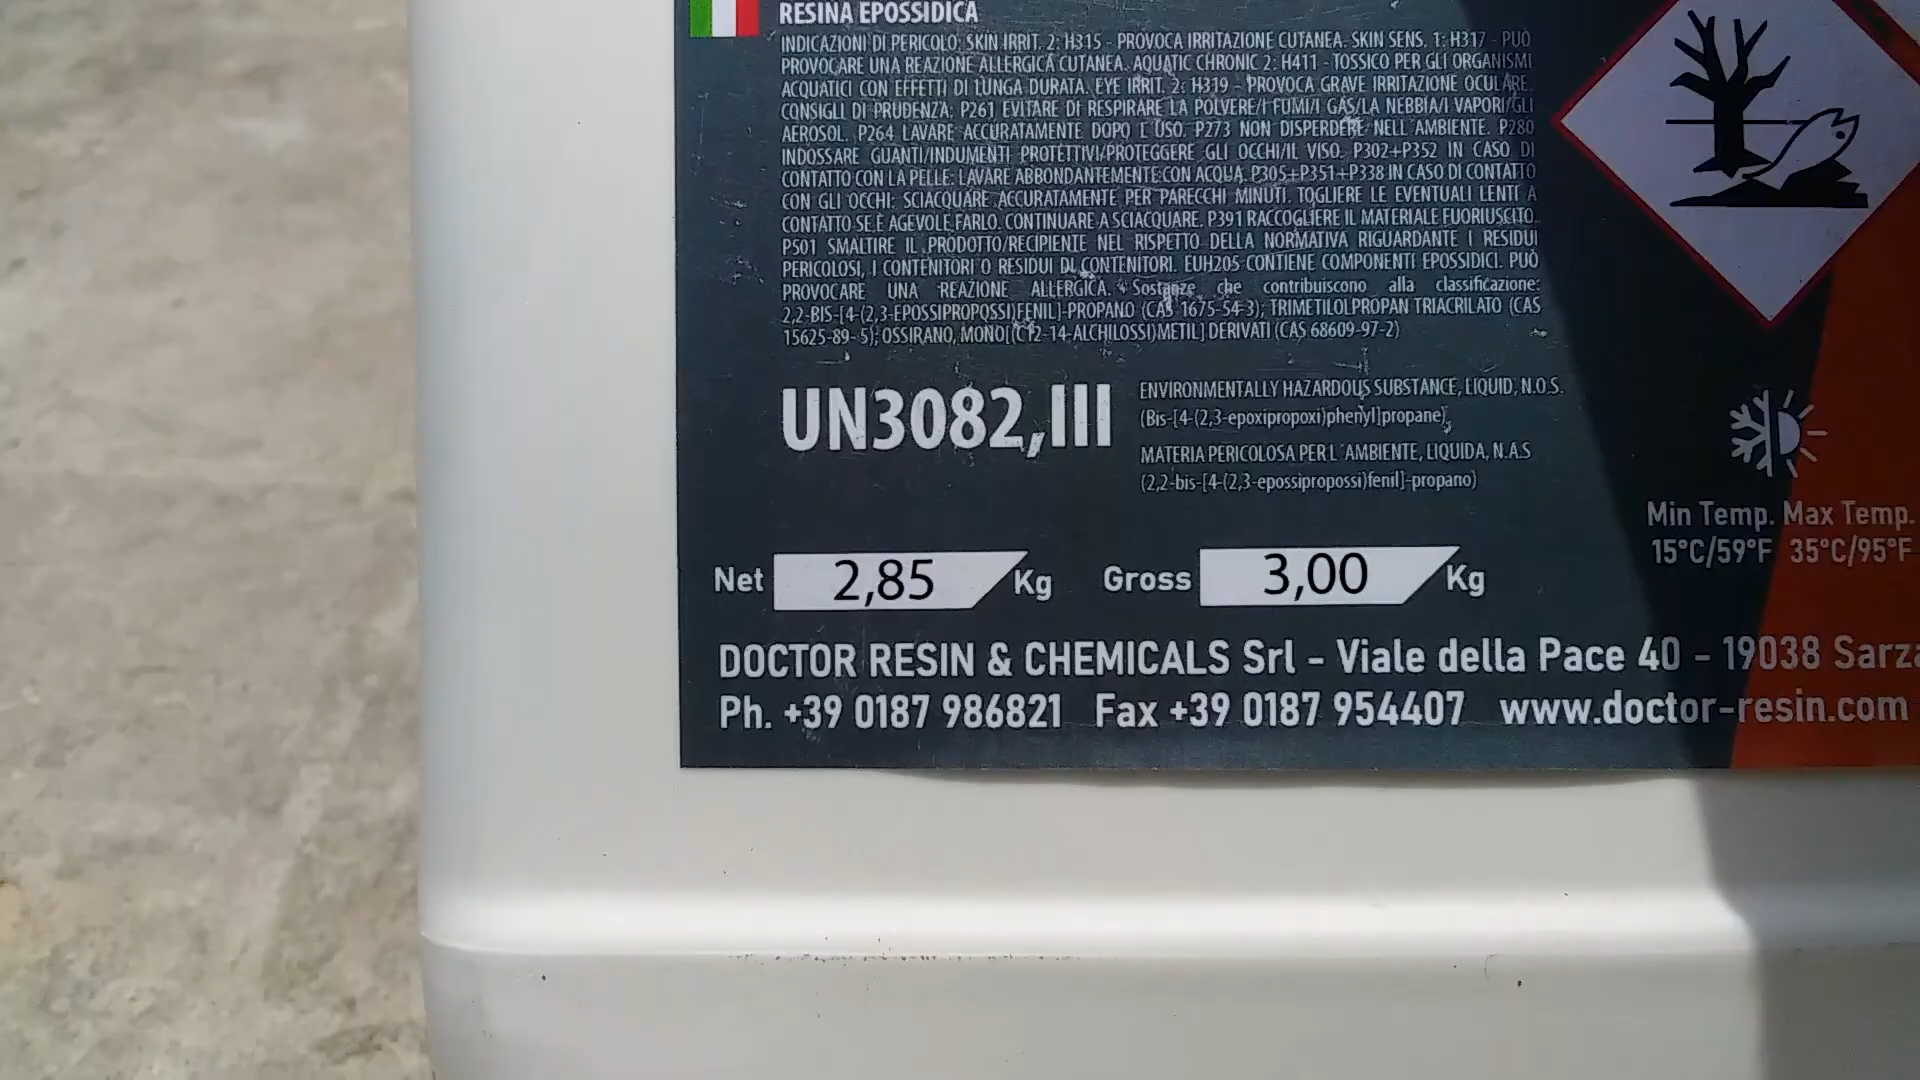 RESINA EPOSSIDICA
INDICAZIONI DI PERICOLO: SKIN IRRIT. 2: H315 - PROVOCA IRRITAZIONE CUTANEA. SKIN SENS. 1: H317 - PUÒ
PROVOCARE UNA REAZIONE ALLERGICA CUTANEA. AQUATIC CHRONIC 2: H411 - TOSSICO PER GLI ORGANISMI
ACQUATICI CON EFFETTI DI LUNGA DURATA. EYE IRRIT. 2: H319 - PROVOCA GRAVE IRRITAZIONE OCULARE.
CONSIGLI DI PRUDENZA: P261 EVITARE DI RESPIRARE LA POLVERE/I FUMI/I GAS/LA NEBBIA/I VAPORI/GLI
AEROSOL. P264 LAVARE ACCURATAMENTE DOPO L'USO. P273 NON DISPERDERE NELL'AMBIENTE. P280
INDOSSARE GUANTI/INDUMENTI PROTETTIVI/PROTEGGERE GLI OCCHI/IL VISO. P302+P352 IN CASO DI
CONTATTO CON LA PELLE: LAVARE ABBONDANTEMENTE CON ACQUA. P305+P351+P338 IN CASO DI CONTATTO
CON GLI OCCHI: SCIACQUARE ACCURATAMENTE PER PARECCHI MINUTI. TOGLIERE LE EVENTUALI LENTI A
CONTATTO SE È AGEVOLE FARLO. CONTINUARE A SCIACQUARE. P391 RACCOGLIERE IL MATERIALE FUORIUSCITO.
P501 SMALTIRE IL PRODOTTO/RECIPIENTE NEL RISPETTO DELLA NORMATIVA RIGUARDANTE I RESIDUI
PERICOLOSI, I CONTENITORI O RESIDUI DI CONTENITORI. EUH205 CONTIENE COMPONENTI EPOSSIDICI. PUÒ
PROVOCARE UNA REAZIONE ALLERGICA. Sostanze che contribuiscono alla classificazione:
2,2-BIS-[4-(2,3-EPOSSIPROPOSSI)FENIL]-PROPANO (CAS 1675-54-3); TRIMETILOLPROPAN TRIACRILATO (CAS
15625-89- 5); OSSIRANO, MONO[(C12-14-ALCHILOSSI)METIL] DERIVATI (CAS 68609-97-2)
UN3082,III
ENVIRONMENTALLY HAZARDOUS SUBSTANCE, LIQUID, N.O.S.
(Bis-[4-(2,3-epoxipropoxi)phenyl]propane)
MATERIA PERICOLOSA PER L´AMBIENTE, LIQUIDA, N.A.S
(2,2-bis-[4-(2,3-epossipropossi)fenil]-propano)
Min Temp. Max Temp.
15°C/59°F 35°C/95°F
Net 2,85 Kg Gross 3,00 Kg
DOCTOR RESIN & CHEMICALS Srl - Viale della Pace 40 - 19038 Sarza
Ph. +39 0187 986821 Fax +39 0187 954407 www.doctor-resin.com